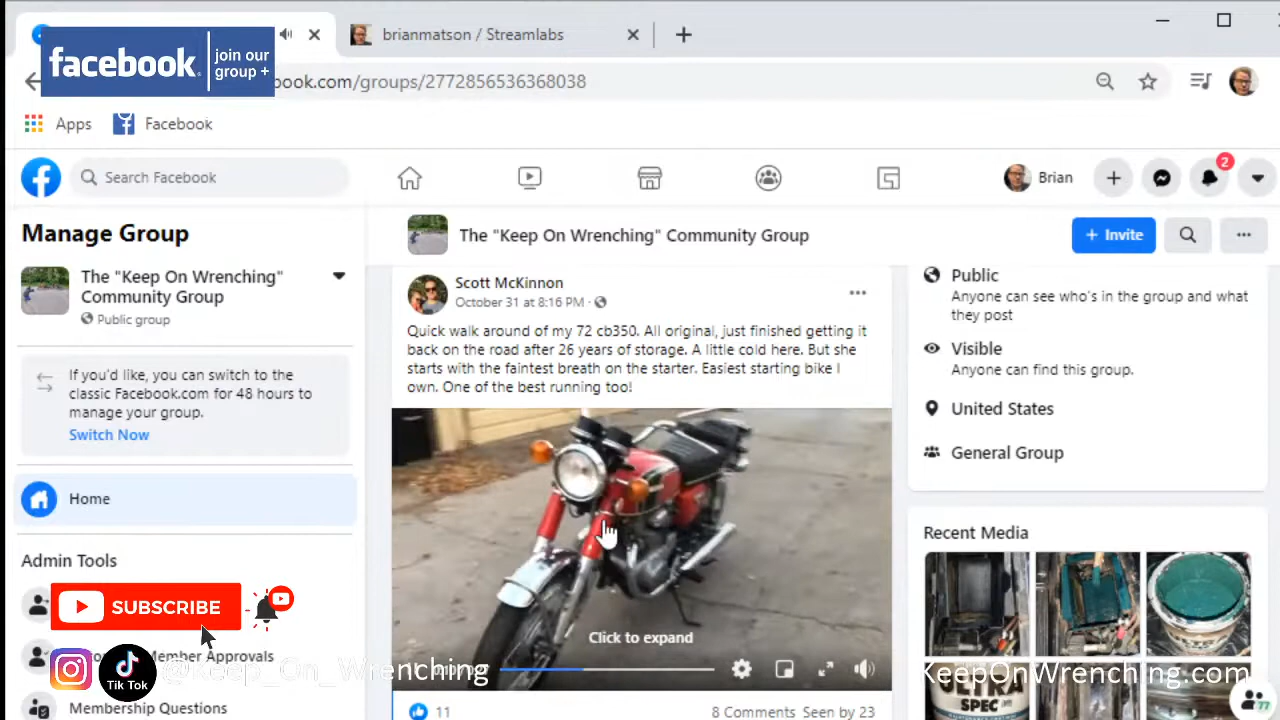 facebook
join our
group +
brianmatson / Streamlabs
book.com/groups/2772856536368038
Apps
Facebook
Search Facebook
Brian
2
Manage Group
The "Keep On Wrenching" Community Group
Invite
The "Keep On Wrenching"
Community Group
Public group
If you'd like, you can switch to the
classic Facebook.com for 48 hours to
manage your group.
Switch Now
Home
Admin Tools
SUBSCRIBE
Member Approvals
Tik Tok
@Keep_On_Wrenching
Membership Questions
Scott McKinnon
October 31 at 8:16 PM
Quick walk around of my 72 cb350. All original, just finished getting it
back on the road after 26 years of storage. A little cold here. But she
starts with the faintest breath on the starter. Easiest starting bike I
own. One of the best running too!
Click to expand
11
8 Comments Seen by 23
Public
Anyone can see who's in the group and what
they post
Visible
Anyone can find this group.
United States
General Group
Recent Media
KeepOnWrenching.com
ULTRA
SPEC